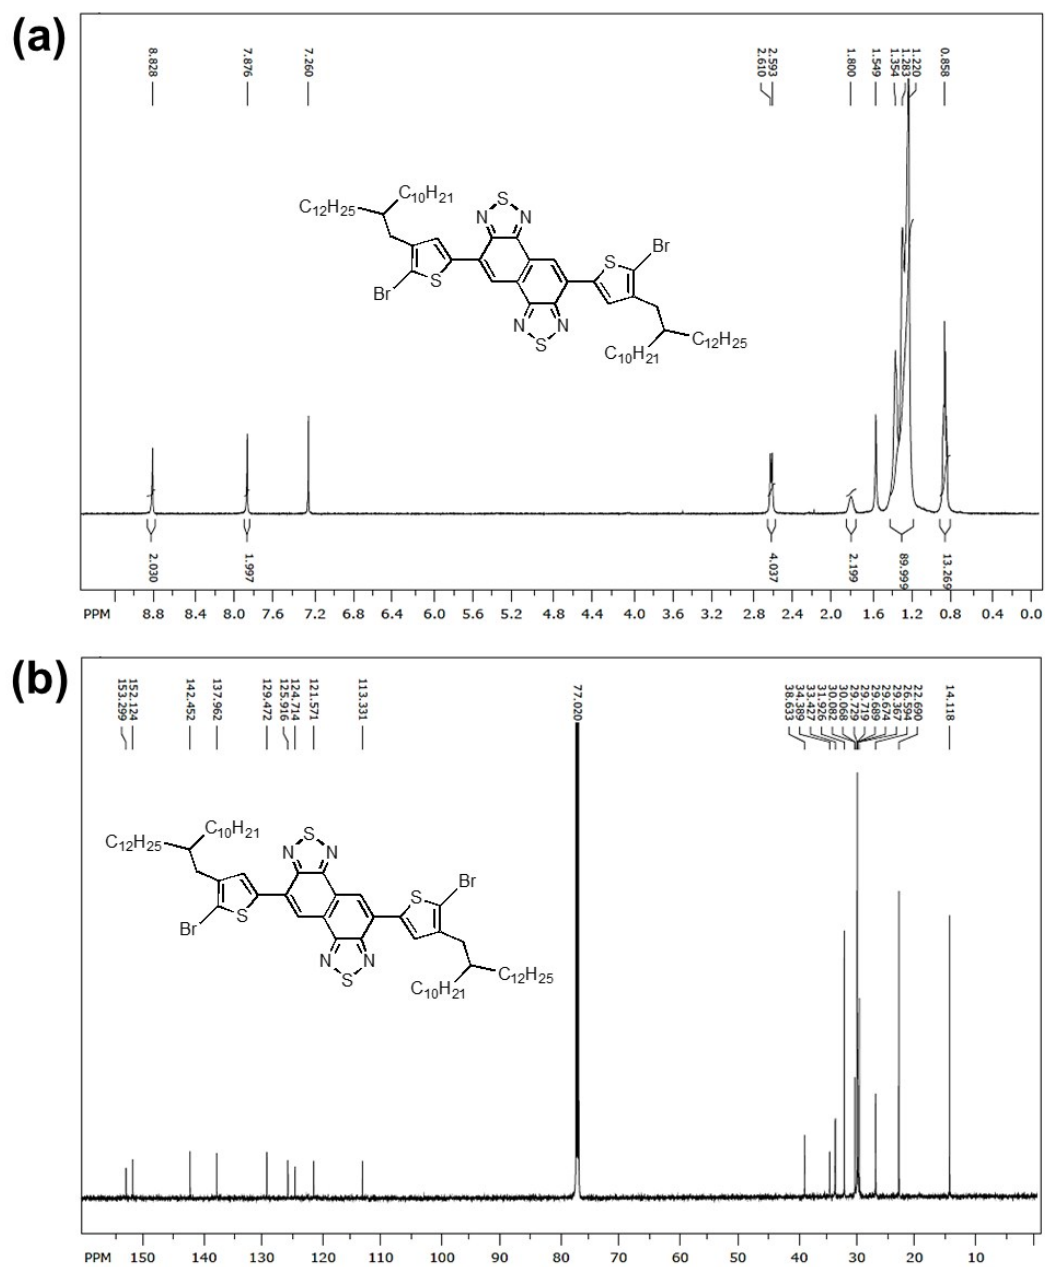 (a)
8.828
7.876
7.260
2.610
2.593
1.800
1.549
1.354
1.283
1.220
0.858
C10H21
C12H25
S
N
N
Br
S
S
Br
N
N
S
C10H21
C12H25
2.030
1.997
4.037
2.199
89.999
13.269
PPM 8.8 8.4 8.0 7.6 7.2 6.8 6.4 6.0 5.6 5.2 4.8 4.4 4.0 3.6 3.2 2.8 2.4 2.0 1.6 1.2 0.8 0.4 0.0
(b)
153.299
152.124
142.452
137.962
129.472
125.916
124.714
121.571
113.331
77.020
38.633
34.389
33.427
31.926
30.082
30.068
29.729
29.719
29.689
29.674
29.367
26.594
22.690
14.118
C10H21
C12H25
S
N
N
Br
S
S
Br
N
N
S
C10H21
C12H25
PPM 150 140 130 120 110 100 90 80 70 60 50 40 30 20 10